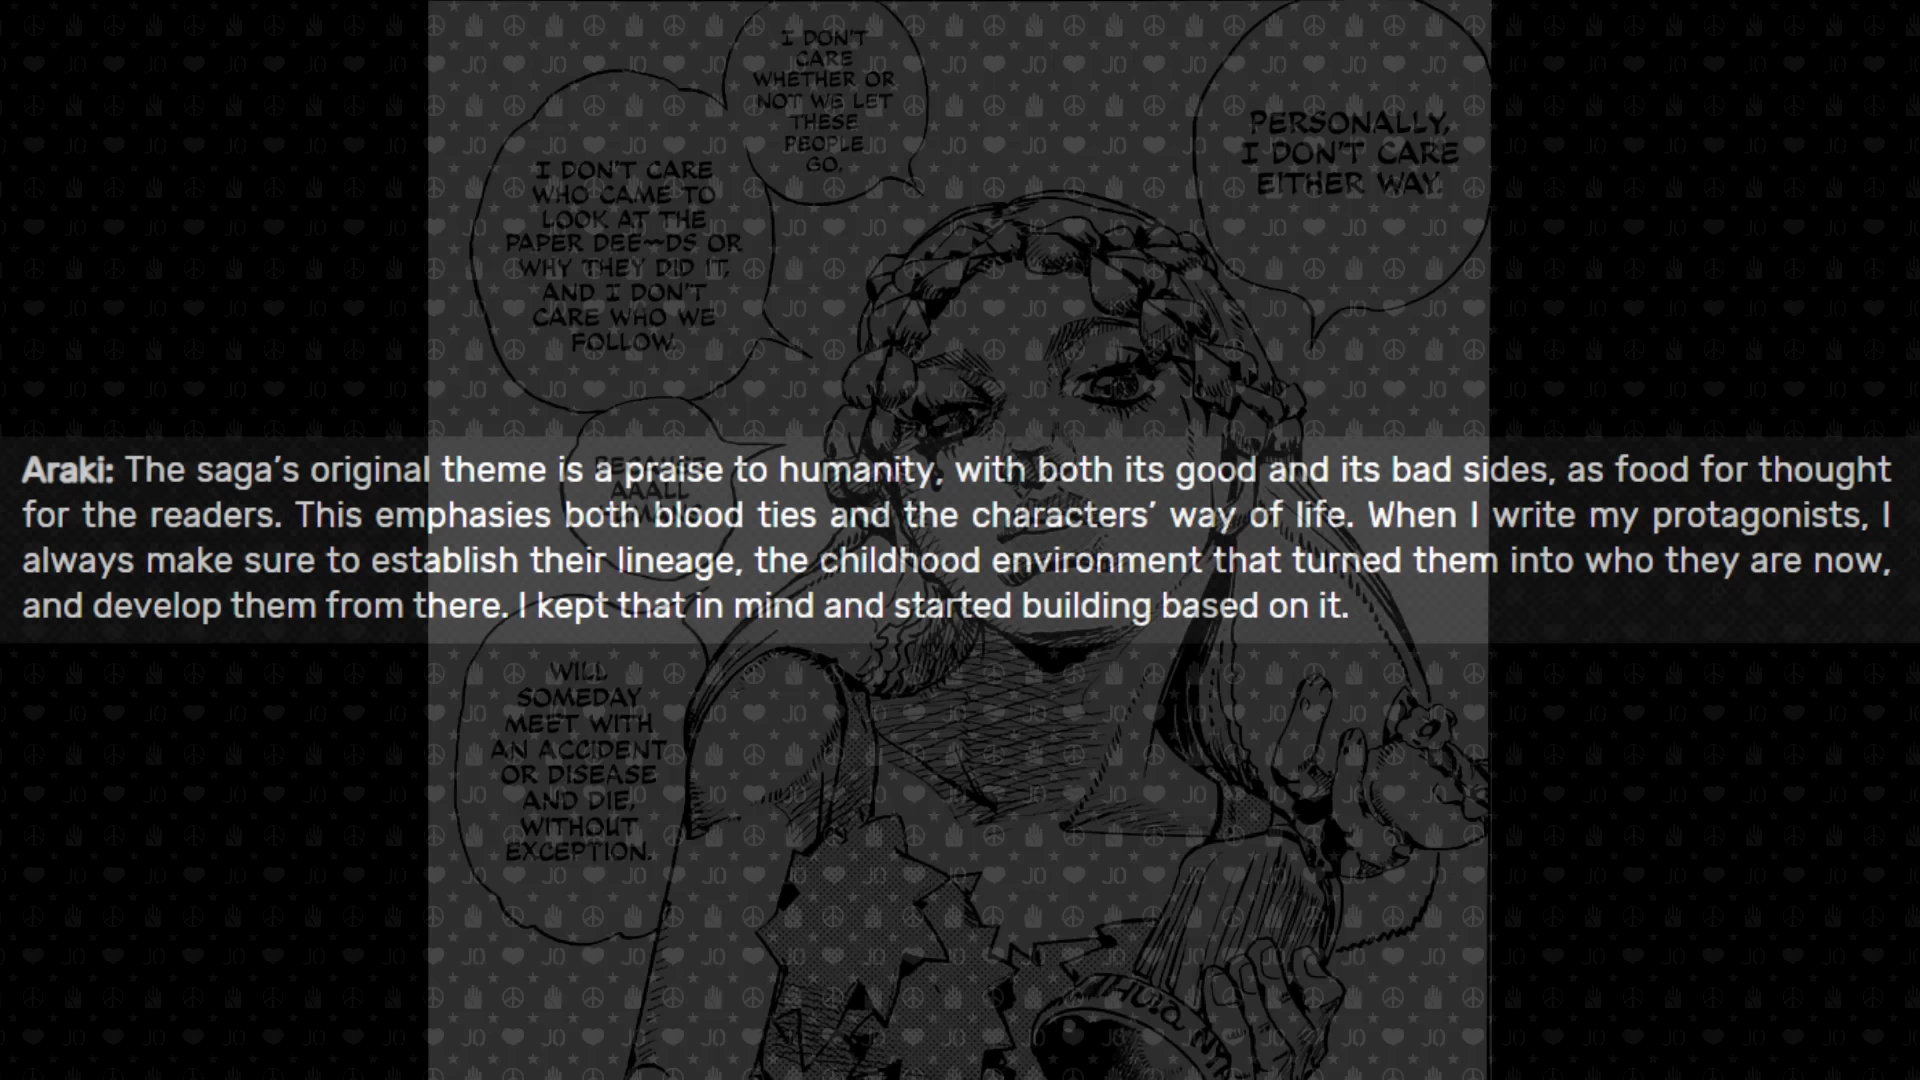 I DON'T
CARE
WHETHER OR
NOT WE LET
THESE
PEOPLE
GO.
PERSONALLY,
I DON'T CARE
EITHER WAY.
I DON'T CARE
WHO CAME TO
LOOK AT THE
PAPER DEE~~DS OR
WHY THEY DID IT,
AND I DON'T
CARE WHO WE
FOLLOW.
BECAUSE
AAALL
HUMANS
Araki: The saga's original theme is a praise to humanity, with both its good and its bad sides, as food for thought
for the readers. This emphasies both blood ties and the characters' way of life. When I write my protagonists, I
always make sure to establish their lineage, the childhood environment that turned them into who they are now,
and develop them from there. I kept that in mind and started building based on it.
WILL
SOMEDAY
MEET WITH
AN ACCIDENT
OR DISEASE
AND DIE,
WITHOUT
EXCEPTION.